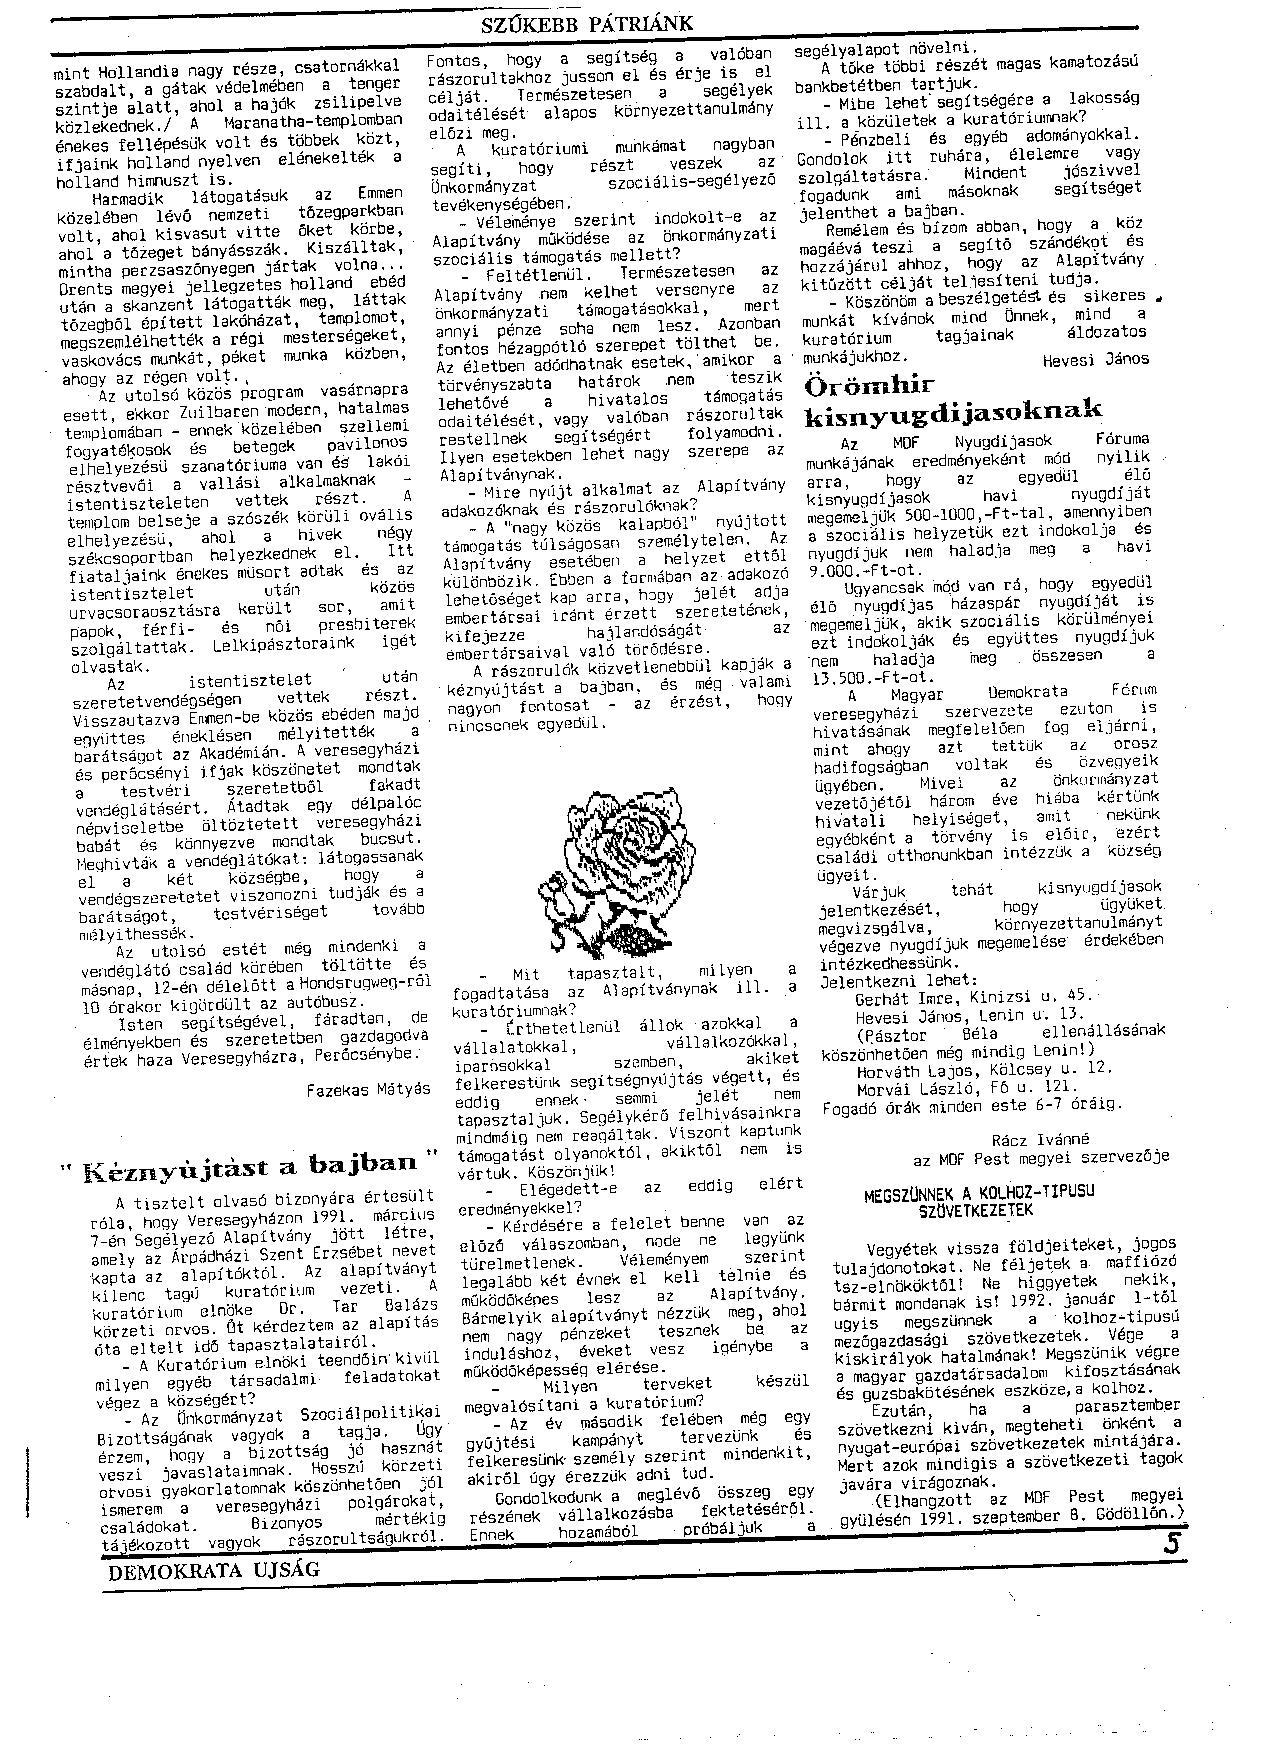 SZŰKEBB PÁTRIÁNK
mint Hollandia nagy része, csatornákkal
szabdalt, a gátak védelmében a tenger
szintje alatt, ahol a hajók zsilipelve
közlekednek./ A Maranatha-templomban
énekes fellépésük volt és többek közt,
ifjaink holland nyelven elénekelték a
holland himnuszt is.
Harmadik látogatásuk az Emmen
közelében lévő nemzeti tőzegparkban
volt, ahol kisvasut vitte őket körbe,
ahol a tőzeget bányásszák. Kiszálltak,
mintha perzsaszőnyegen jártak volna...
Drents megyei jellegzetes holland ebéd
után a skanzent látogatták meg, láttak
tőzegből épített lakóházat, templomot,
megszemlélhették a régi mesterségeket,
vaskovács munkát, péket munka közben,
ahogy az régen volt.
Az utolsó közös program vasárnapra
esett, ekkor Zuilbaren modern, hatalmas
templomában - ennek közelében szellemi
fogyatékosok és betegek pavilonos
elhelyezésü szanatóriuma van és lakói
résztvevői a vallási alkalmaknak -
istentiszteleten vettek részt. A
templom belseje a szószék körüli ovális
elhelyezésü, ahol a hivek négy
székcsoportban helyezkednek el. Itt
fiataljaink énekes műsort adtak és az
istentisztelet után közös
urvacsoraosztásra került sor, amit
papok, férfi- és női presbiterek
szolgáltattak. Lelkipásztoraink igét
olvastak.
Az istentisztelet után
szeretetvendégségen vettek részt.
Visszautazva Emmen-be közös ebéden majd
együttes éneklésen mélyitették a
barátságot az Akadémián. A veresegyházi
és perőcsényi ifjak köszönetet mondtak
a testvéri szeretetből fakadt
vendéglátásért. Átadtak egy délpalóc
népviseletbe öltöztetett veresegyházi
babát és könnyezve mondtak bucsut.
Meghivták a vendéglátókat: látogassanak
el a két községbe, hogy a
vendégszeretetet viszonozni tudják és a
barátságot, testvériséget tovább
mélyithessék.
Az utolsó estét még mindenki a
vendéglátó család körében töltötte és
másnap, 12-én délelőtt a Hondsrugweg-ről
10 órakor kigördült az autóbusz.
Isten segítségével, fáradtan, de
élményekben és szeretetben gazdagodva
értek haza Veresegyházra, Perőcsénybe.
Fazekas Mátyás
" Kéznyújtást a bajban "
A tisztelt olvasó bizonyára értesült
róla, hogy Veresegyházon 1991. március
7-én Segélyező Alapítvány jött létre,
amely az Árpádházi Szent Erzsébet nevet
kapta az alapítóktól. Az alapítványt
kilenc tagú kuratórium vezeti. A
kuratórium elnöke Dr. Tar Balázs
körzeti orvos. Őt kérdeztem az alapítás
óta eltelt idő tapasztalatairól.
- A Kuratórium elnöki teendőin kivül
milyen egyéb társadalmi feladatokat
végez a községért?
- Az Önkormányzat Szociálpolitikai
Bizottságának vagyok a tagja. Úgy
érzem, hogy a bizottság jó hasznát
veszi javaslataimnak. Hosszú körzeti
orvosi gyakorlatomnak köszönhetően jól
ismerem a veresegyházi polgárokat,
családokat. Bizonyos mértékig
tájékozott vagyok rászorultságukról.
Fontos, hogy a segítség a valóban
rászorultakhoz jusson el és érje is el
célját. Természetesen a segélyek
odaitélését alapos környezettanulmány
előzi meg.
A kuratóriumi munkámat nagyban
segíti, hogy részt veszek az
Önkormányzat szociális-segélyező
tevékenységében.
- Véleménye szerint indokolt-e az
Alapítvány működése az önkormányzati
szociális támogatás mellett?
- Feltétlenül. Természetesen az
Alapítvány nem kelhet versenyre az
önkormányzati támogatásokkal, mert
annyi pénze soha nem lesz. Azonban
fontos hézagpótló szerepet tölthet be.
Az életben adódhatnak esetek, amikor a
törvényszabta határok nem teszik
lehetővé a hivatalos támogatás
odaitélését, vagy valóban rászorultak
restellnek segítségért folyamodni.
Ilyen esetekben lehet nagy szerepe az
Alapítványnak.
- Mire nyújt alkalmat az Alapítvány
adakozóknak és rászorulóknak?
- A "nagy közös kalapból" nyújtott
támogatás túlságosan személytelen. Az
Alapítvány esetében a helyzet ettől
különbözik. Ebben a formában az adakozó
lehetőséget kap arra, hogy jelét adja
embertársai iránt érzett szeretetének,
kifejezze hajlandóságát az
embertársaival való törődésre.
A rászorulók közvetlenebbül kapják a
kéznyújtást a bajban, és még valami
nagyon fontosat - az érzést, hogy
nincsenek egyedül.
- Mit tapasztalt, milyen a
fogadtatása az Alapítványnak ill. a
kuratóriumnak?
- Érthetetlenül állok azokkal a
vállalatokkal, vállalkozókkal,
iparosokkal szemben, akiket
felkerestünk segítségnyújtás végett, és
eddig ennek semmi jelét nem
tapasztaljuk. Segélykérő felhivásainkra
mindmáig nem reagáltak. Viszont kaptunk
támogatást olyanoktól, akiktől nem is
vártuk. Köszönjük!
- Elégedett-e az eddig elért
eredményekkel?
- Kérdésére a felelet benne van az
előző válaszomban, node ne legyünk
türelmetlenek. Véleményem szerint
legalább két évnek el kell telnie és
működőképes lesz az Alapítvány.
Bármelyik alapítványt nézzük meg, ahol
nem nagy pénzeket tesznek be az
induláshoz, éveket vesz igénybe a
működőképesség elérése.
- Milyen terveket készül
megvalósítani a kuratórium?
- Az év második felében még egy
gyűjtési kampányt tervezünk és
felkeresünk személy szerint mindenkit,
akiről úgy érezzük adni tud.
Gondolkodunk a meglévő összeg egy
részének vállalkozásba fektetéséről.
Ennek hozamából próbáljuk a
segélyalapot növelni.
A tőke többi részét magas kamatozású
bankbetétben tartjuk.
- Mibe lehet segítségére a lakosság
ill. a közületek a kuratóriumnak?
- Pénzbeli és egyéb adományokkal.
Gondolok itt ruhára, élelemre vagy
szolgáltatásra. Mindent jószivvel
fogadunk ami másoknak segítséget
jelenthet a bajban.
Remélem és bízom abban, hogy a köz
magáévá teszi a segítő szándékot és
hozzájárul ahhoz, hogy az Alapítvány
kitűzött célját teljesíteni tudja.
- Köszönöm a beszélgetést és sikeres
munkát kívánok mind Önnek, mind a
kuratórium tagjainak áldozatos
munkájukhoz.
Hevesi János
Örömhir
kisnyugdijasoknak
Az MDF Nyugdíjasok Fóruma
munkájának eredményeként mód nyilik
arra, hogy az egyedül élő
kisnyugdíjasok havi nyugdíját
megemeljük 500-1000,-Ft-tal, amennyiben
a szociális helyzetük ezt indokolja és
nyugdíjuk nem haladja meg a havi
9.000.-Ft-ot.
Ugyancsak mód van rá, hogy egyedül
élő nyugdíjas házaspár nyugdíját is
megemeljük, akik szociális körülményei
ezt indokolják és együttes nyugdíjuk
nem haladja meg összesen a
13.500.-Ft-ot.
A Magyar Demokrata Fórum
veresegyházi szervezete ezuton is
hivatásának megfelelően fog eljárni,
mint ahogy azt tettük az orosz
hadifogságban voltak és özvegyeik
ügyében. Mivel az önkormányzat
vezetőjétől három éve hiába kértünk
hivatali helyiséget, amit nekünk
egyébként a törvény is előir, ezért
családi otthonunkban intézzük a község
ügyeit.
Várjuk tehát kisnyugdíjasok
jelentkezését, hogy ügyüket
megvizsgálva, környezettanulmányt
végezve nyugdíjuk megemelése érdekében
intézkedhessünk.
Jelentkezni lehet:
Gerhát Imre, Kinizsi u. 45.
Hevesi János, Lenin u. 13.
(Pásztor Béla ellenállásának
köszönhetően még mindig Lenin!)
Horváth Lajos, Kölcsey u. 12.
Morvái László, Fő u. 121.
Fogadó órák minden este 6-7 óráig.
Rácz Ivánné
az MDF Pest megyei szervezője
MEGSZÜNNEK A KOLHOZ-TIPUSU
SZÖVETKEZETEK
Vegyétek vissza földjeiteket, jogos
tulajdonotokat. Ne féljetek a maffiózó
tsz-elnököktől! Ne higgyetek nekik,
bármit mondanak is! 1992. január 1-től
ugyis megszünnek a kolhoz-tipusú
mezőgazdasági szövetkezetek. Vége a
kiskirályok hatalmának! Megszünik végre
a magyar gazdatársadalom kifosztásának
és guzsbakötésének eszköze, a kolhoz.
Ezután, ha a parasztember
szövetkezni kiván, megteheti önként a
nyugat-európai szövetkezetek mintájára.
Mert azok mindigis a szövetkezeti tagok
javára virágoznak.
(Elhangzott az MDF Pest megyei
gyülésén 1991. szeptember 8. Gödöllőn.)
DEMOKRATA UJSÁG
5